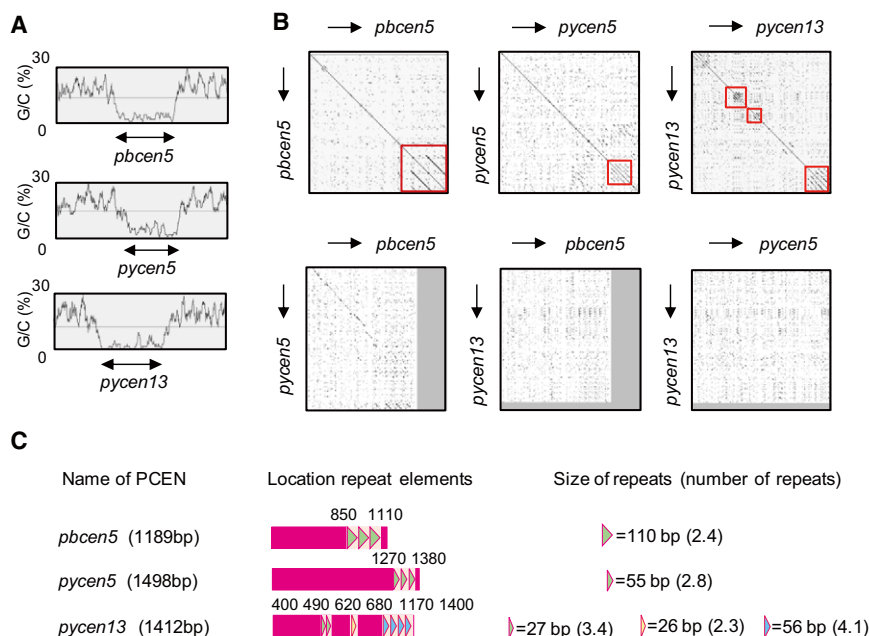 A
30
G/C (%)
0
pbcen5
30
G/C (%)
0
pycen5
30
G/C (%)
0
pycen13
B
pbcen5
pbcen5
pycen5
pycen5
pycen13
pycen13
pbcen5
pycen5
pbcen5
pycen13
pycen5
pycen13
C
Name of PCEN
Location repeat elements
Size of repeats (number of repeats)
850 1110
pbcen5 (1189bp)
=110 bp (2.4)
1270 1380
pycen5 (1498bp)
=55 bp (2.8)
400 490 620 680 1170 1400
pycen13 (1412bp)
=27 bp (3.4) =26 bp (2.3) =56 bp (4.1)